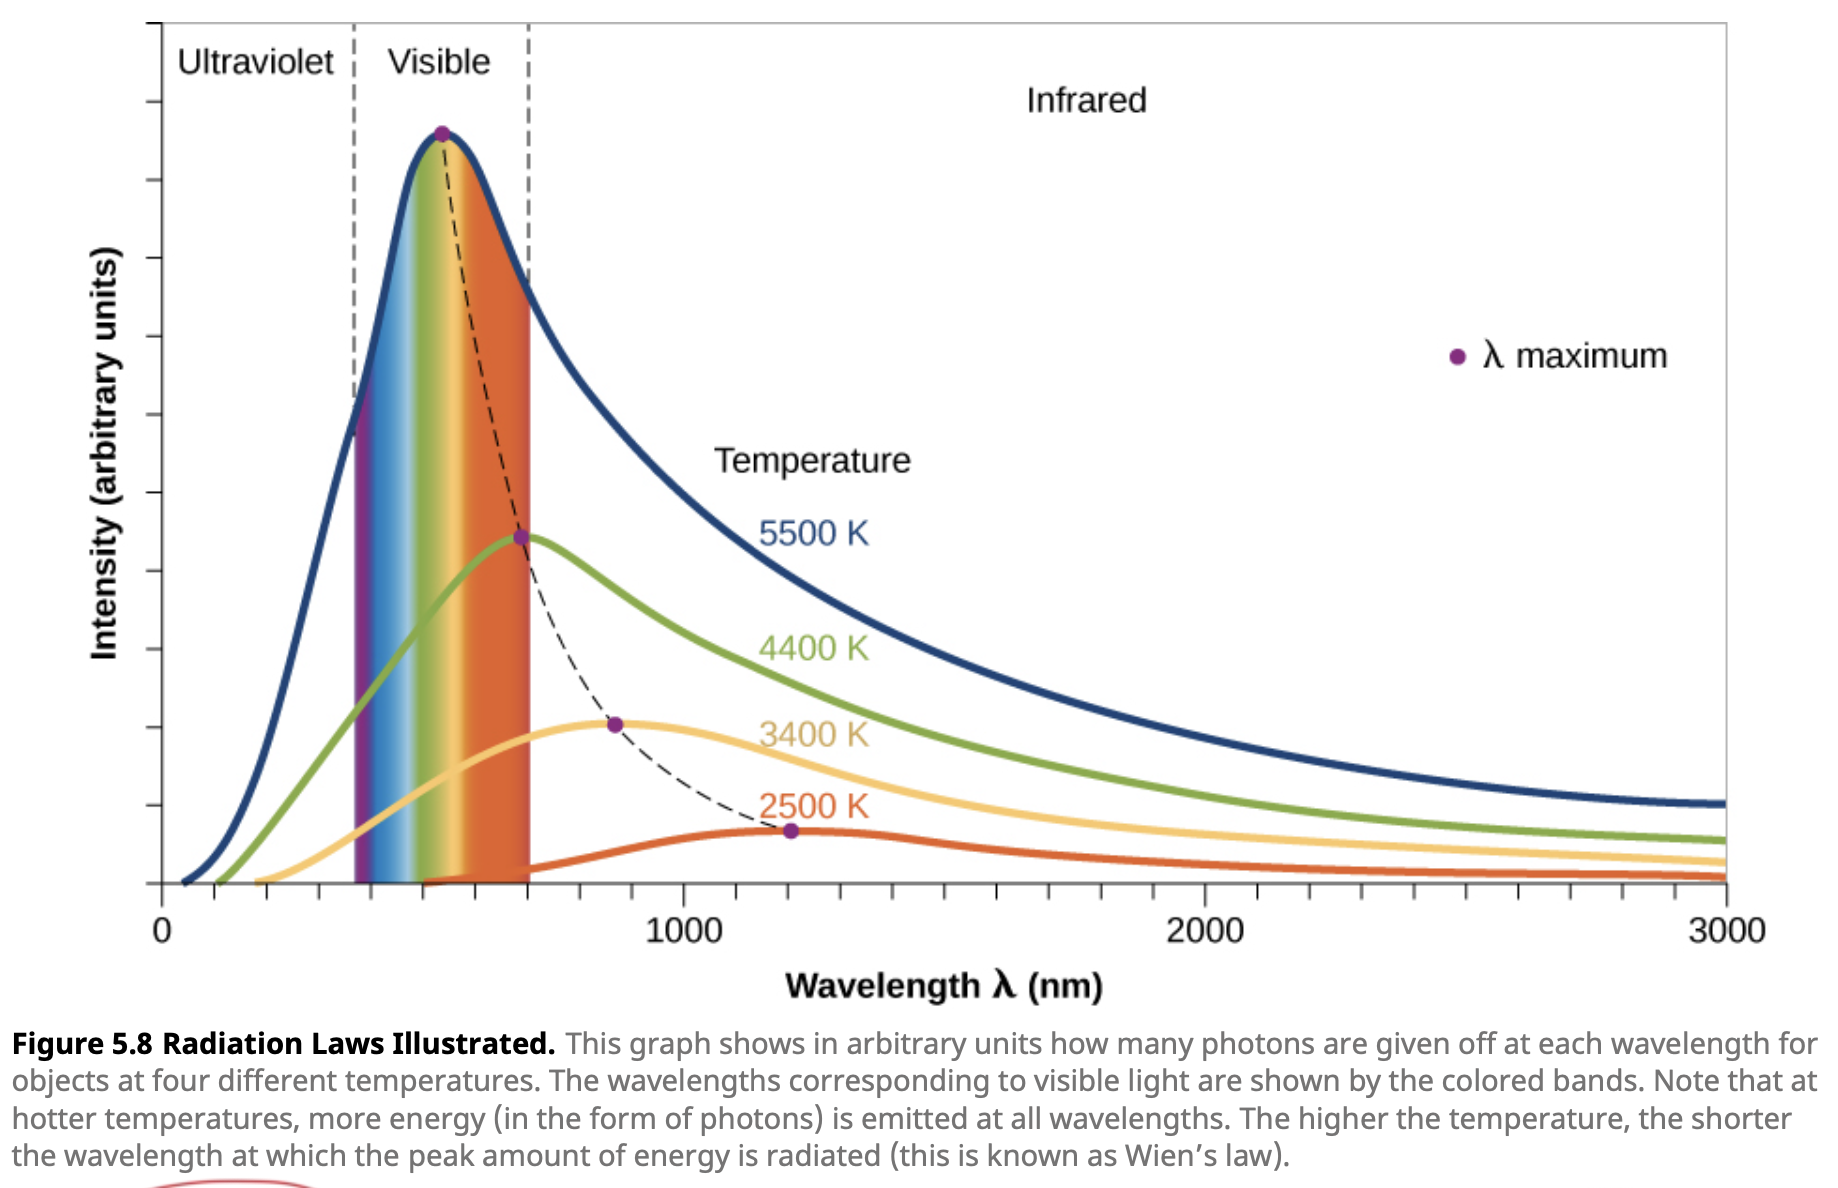 Ultraviolet
Visible
Infrared
Intensity (arbitrary units)
λ maximum
Temperature
5500 K
4400 K
3400 K
2500 K
0
1000
2000
3000
Wavelength λ (nm)
Figure 5.8 Radiation Laws Illustrated. This graph shows in arbitrary units how many photons are given off at each wavelength for
objects at four different temperatures. The wavelengths corresponding to visible light are shown by the colored bands. Note that at
hotter temperatures, more energy (in the form of photons) is emitted at all wavelengths. The higher the temperature, the shorter
the wavelength at which the peak amount of energy is radiated (this is known as Wien’s law).